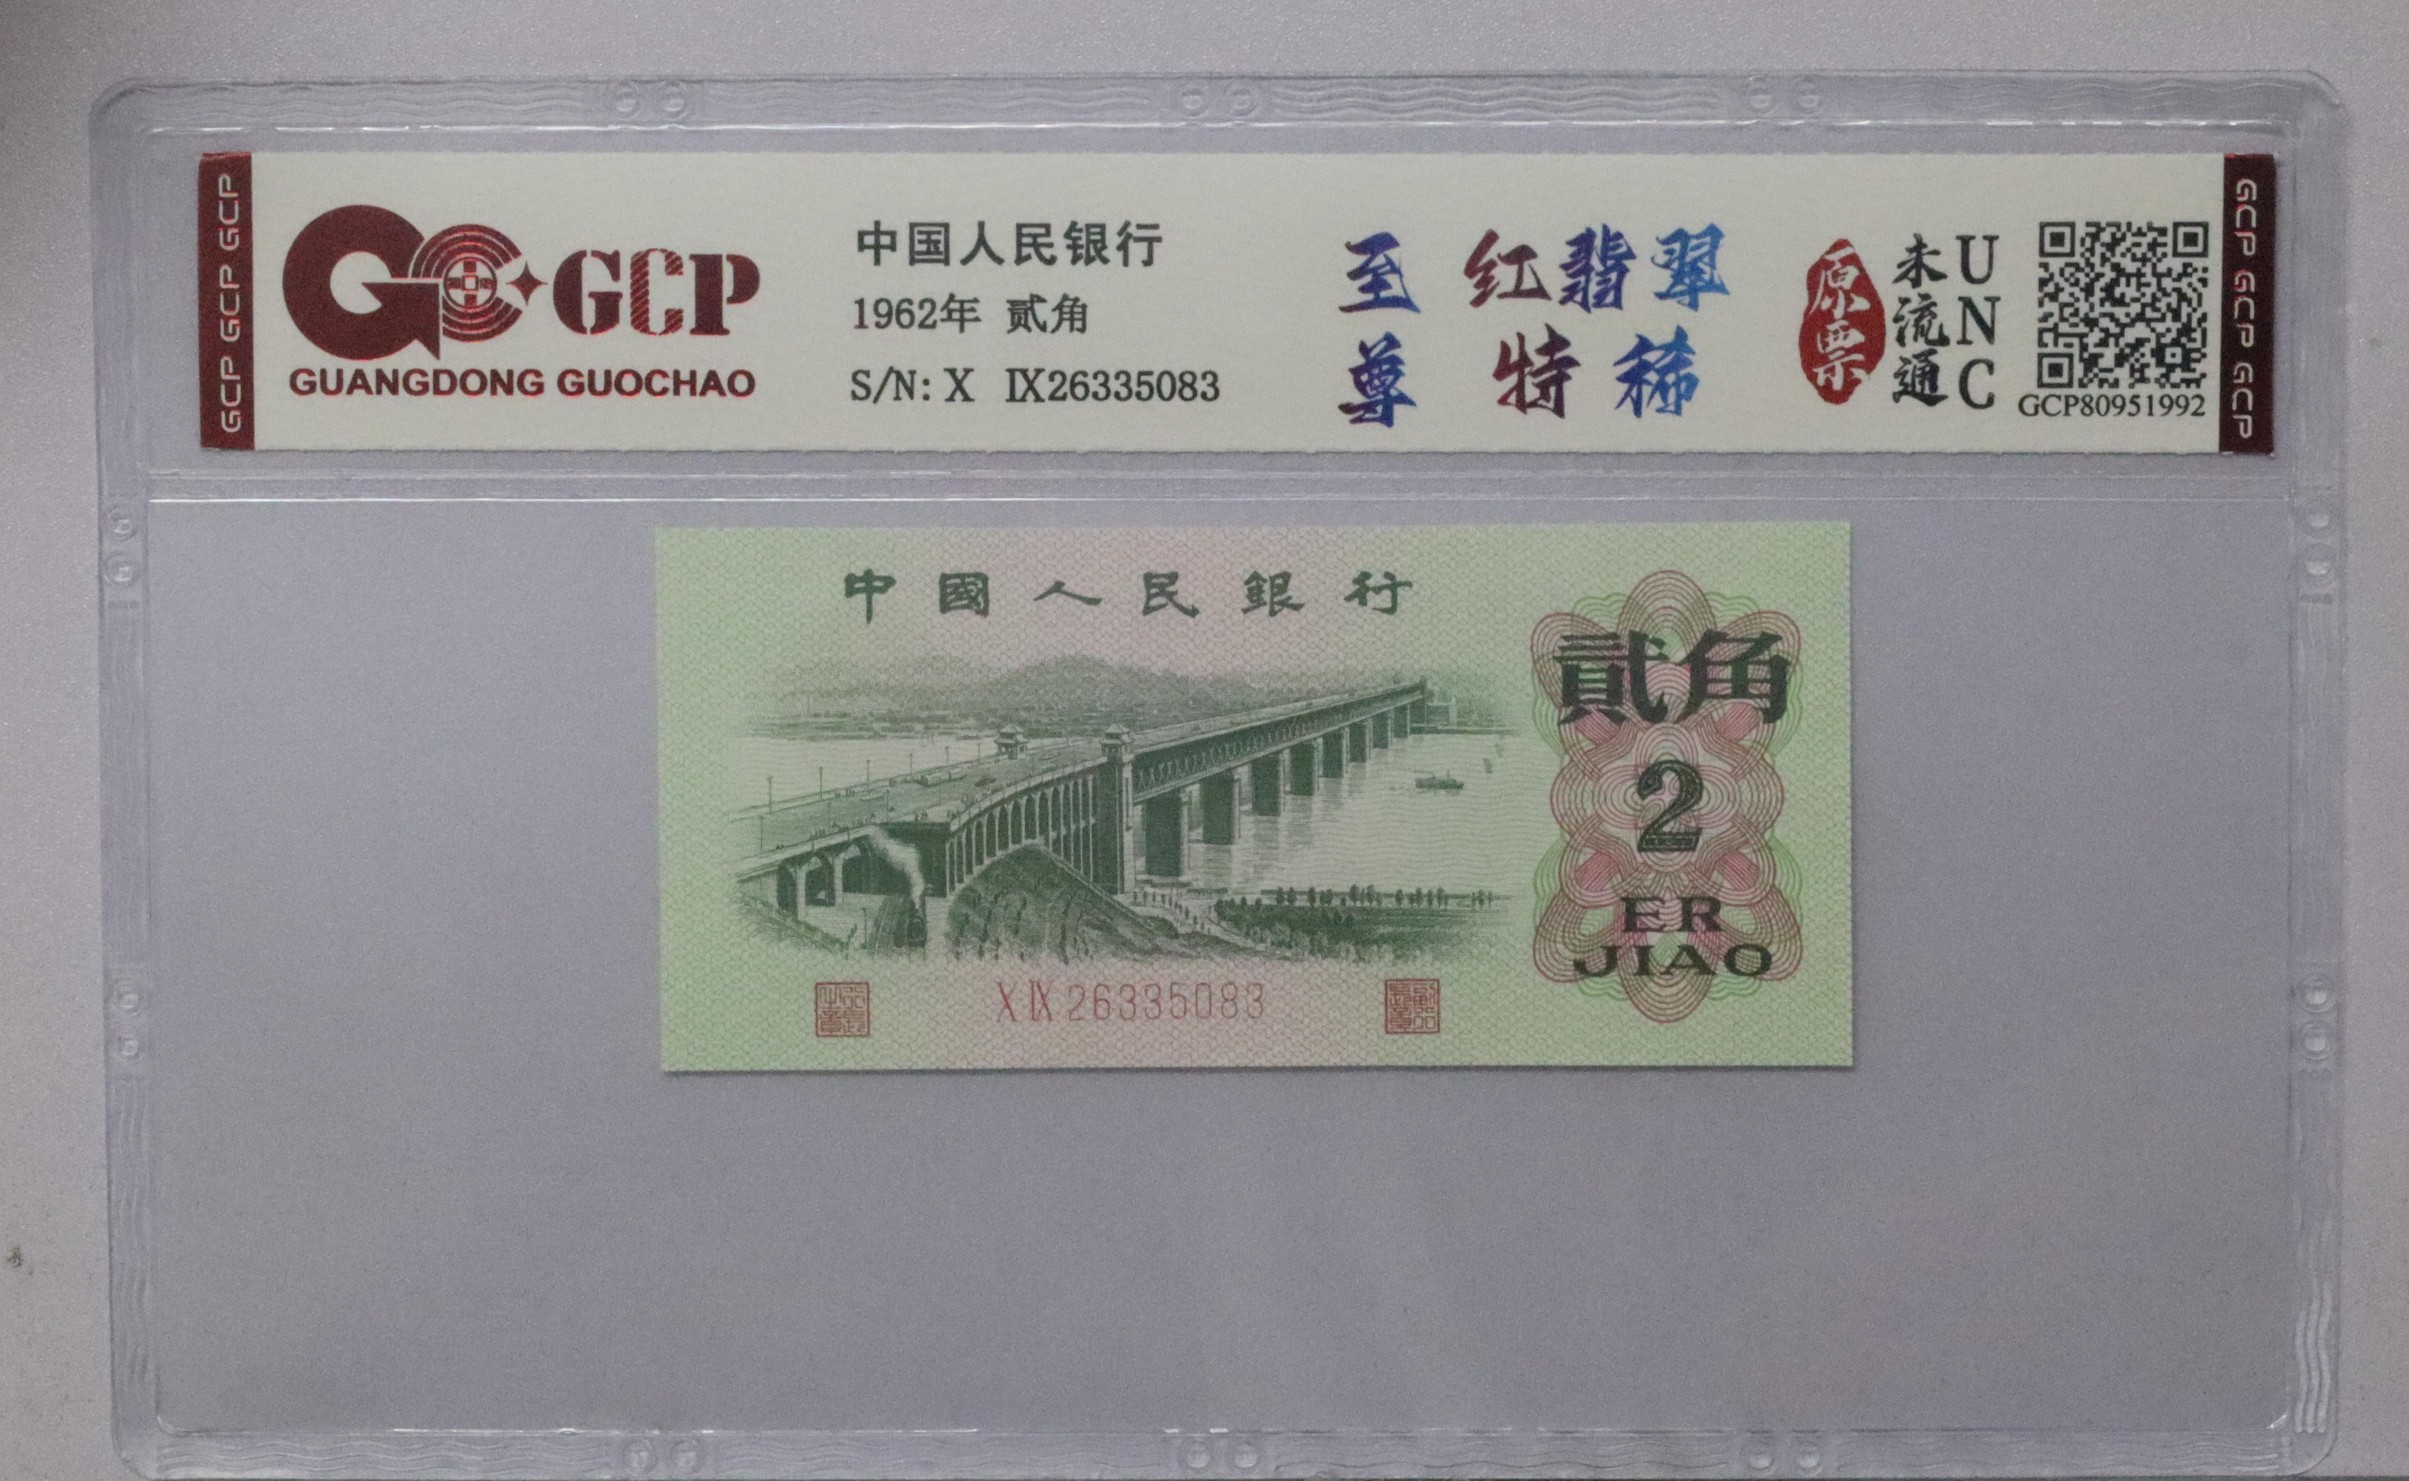 GCP GCP GCP
GCP
GUANGDONG GUOCHAO
中国人民银行
1962年 贰角
S/N: X Ⅸ26335083
至尊
红翡翠
特稀
原票
未流通
UNC
GCP80951992
GCP GCP GCP
中國人民銀行
貳角
2
ER
JIAO
X Ⅸ 26335083